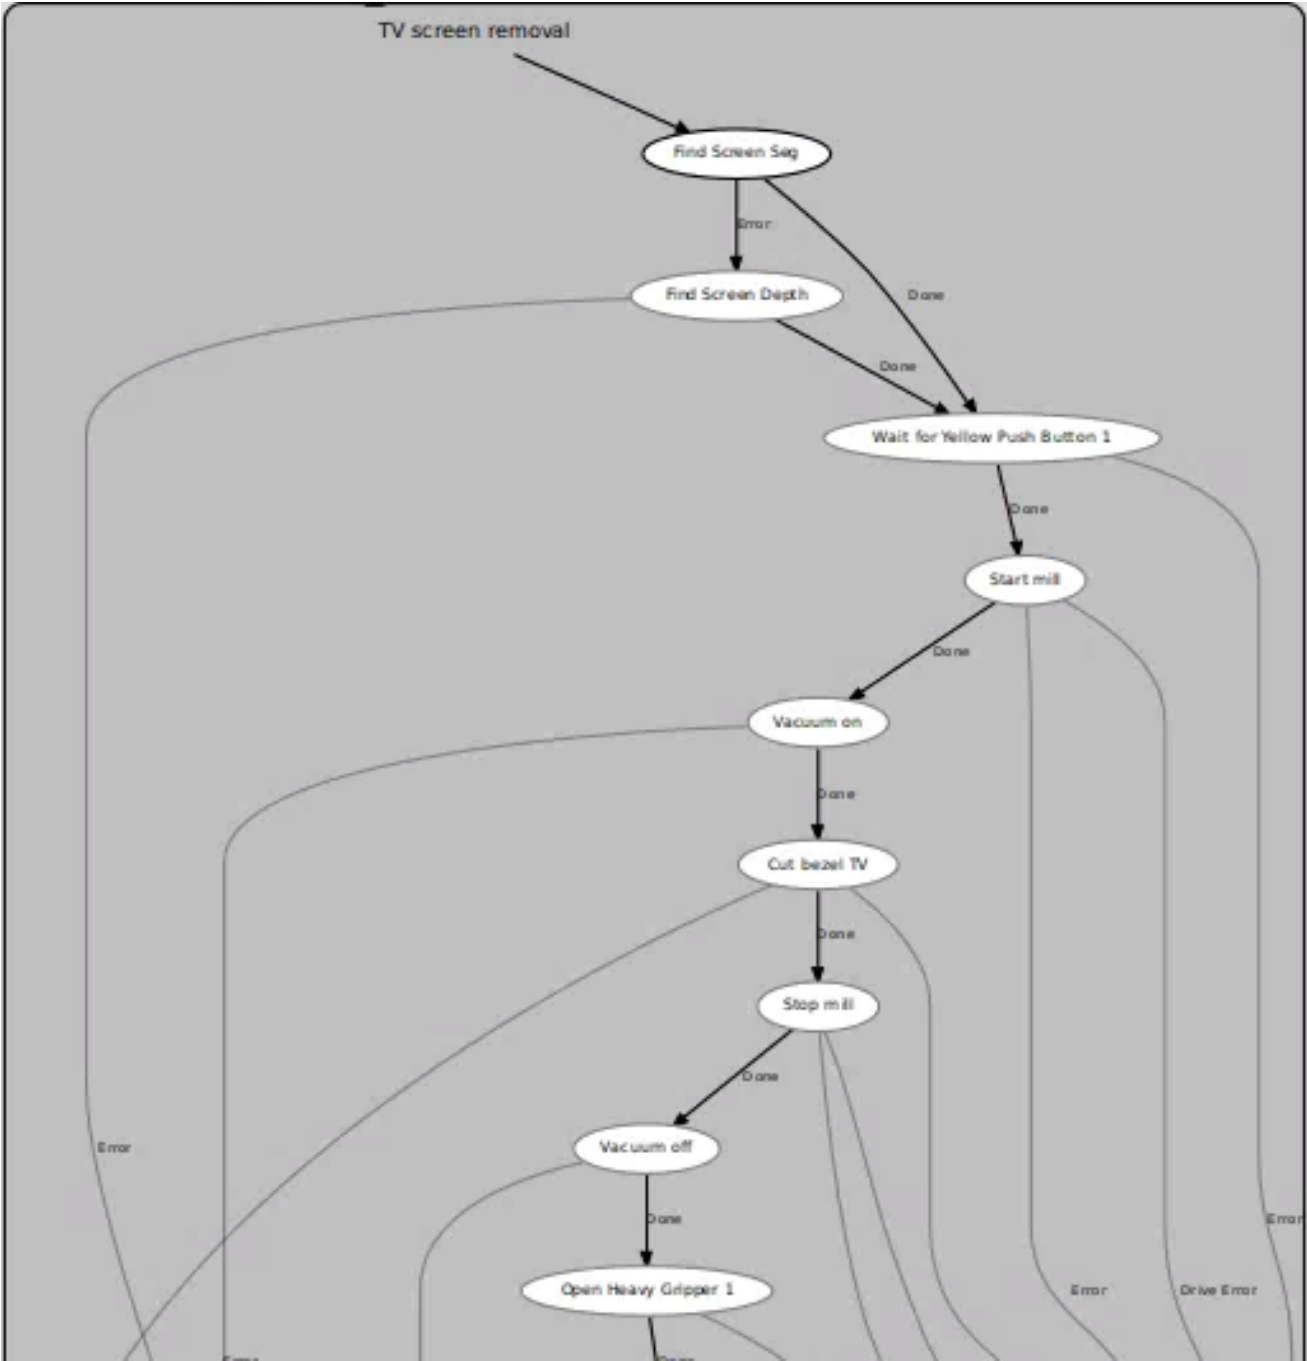 TV screen removal
Find Screen Seg
Error
Done
Find Screen Depth
Done
Wait for Yellow Push Button 1
Done
Start mill
Done
Vacuum on
Done
Cut bezel TV
Done
Stop mill
Done
Vacuum off
Error
Done
Error
Open Heavy Gripper 1
Error
Drive Error
Error
Done